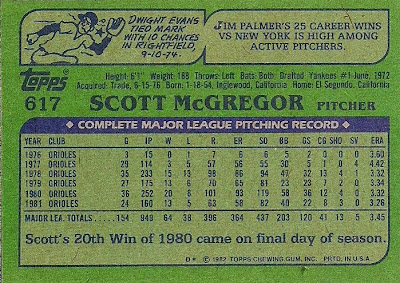 DWIGHT EVANS
TIED MARK
WITH 10 CHANCES
IN RIGHTFIELD,
9-10-74.
JIM PALMER'S 25 CAREER WINS
VS NEW YORK IS HIGH AMONG
ACTIVE PITCHERS.
TOPPS
617
Height: 6'1" Weight: 188 Throws: Left Bats: Both Drafted: Yankees #1-June, 1972
Acquired: Trade, 6-15-76 Born: 1-18-54, Inglewood, California Home: El Segundo, California
SCOTT McGREGOR PITCHER
COMPLETE MAJOR LEAGUE PITCHING RECORD
YEAR CLUB G IP W L R ER SO BB GS CG SHO SV ERA
1976 ORIOLES 3 15 0 1 7 6 6 5 2 0 0 0 3.60
1977 ORIOLES 29 114 3 5 57 56 55 30 5 1 0 4 4.42
1978 ORIOLES 35 233 15 13 98 86 94 47 32 13 4 1 3.32
1979 ORIOLES 27 175 13 6 70 65 81 23 23 7 2 0 3.34
1980 ORIOLES 36 252 20 8 101 93 119 58 36 12 4 0 3.32
1981 ORIOLES 24 160 13 5 63 58 82 40 22 8 3 0 3.26
MAJOR LEA. TOTALS 154 949 64 38 396 364 437 203 120 41 13 5 3.45
Scott's 20th Win of 1980 came on final day of season.
D* © 1982 TOPPS CHEWING GUM, INC. PRTD. IN U.S.A.